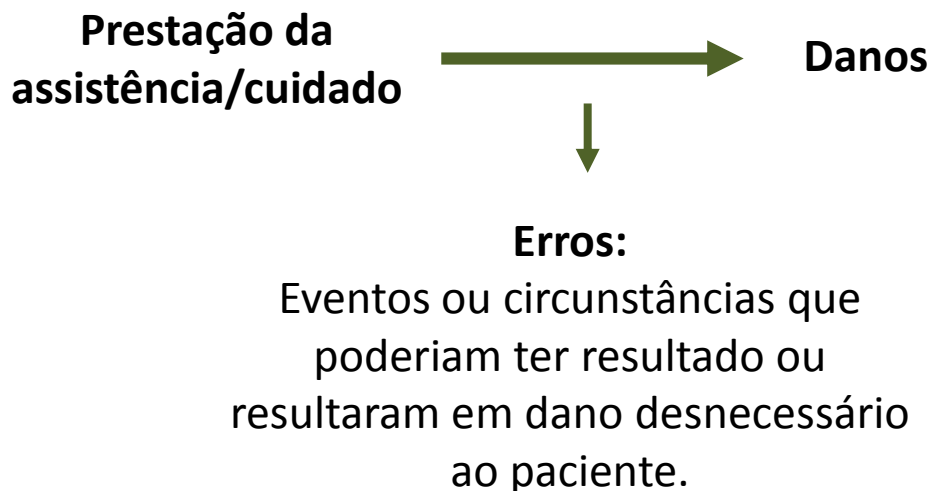 Prestação da
assistência/cuidado
Danos
Erros:
Eventos ou circunstâncias que
poderiam ter resultado ou
resultaram em dano desnecessário
ao paciente.